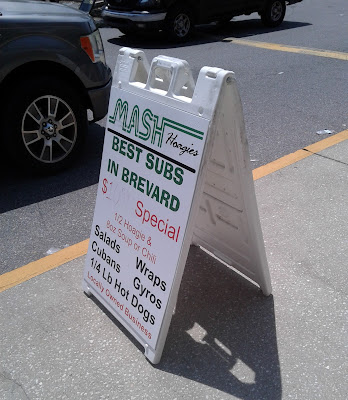 MASH Hoagies
BEST SUBS
IN BREVARD
Special
1/2 Hoagie &
8oz Soup or Chili
Salads Wraps
Cubans Gyros
1/4 Lb Hot Dogs
Locally Owned Business